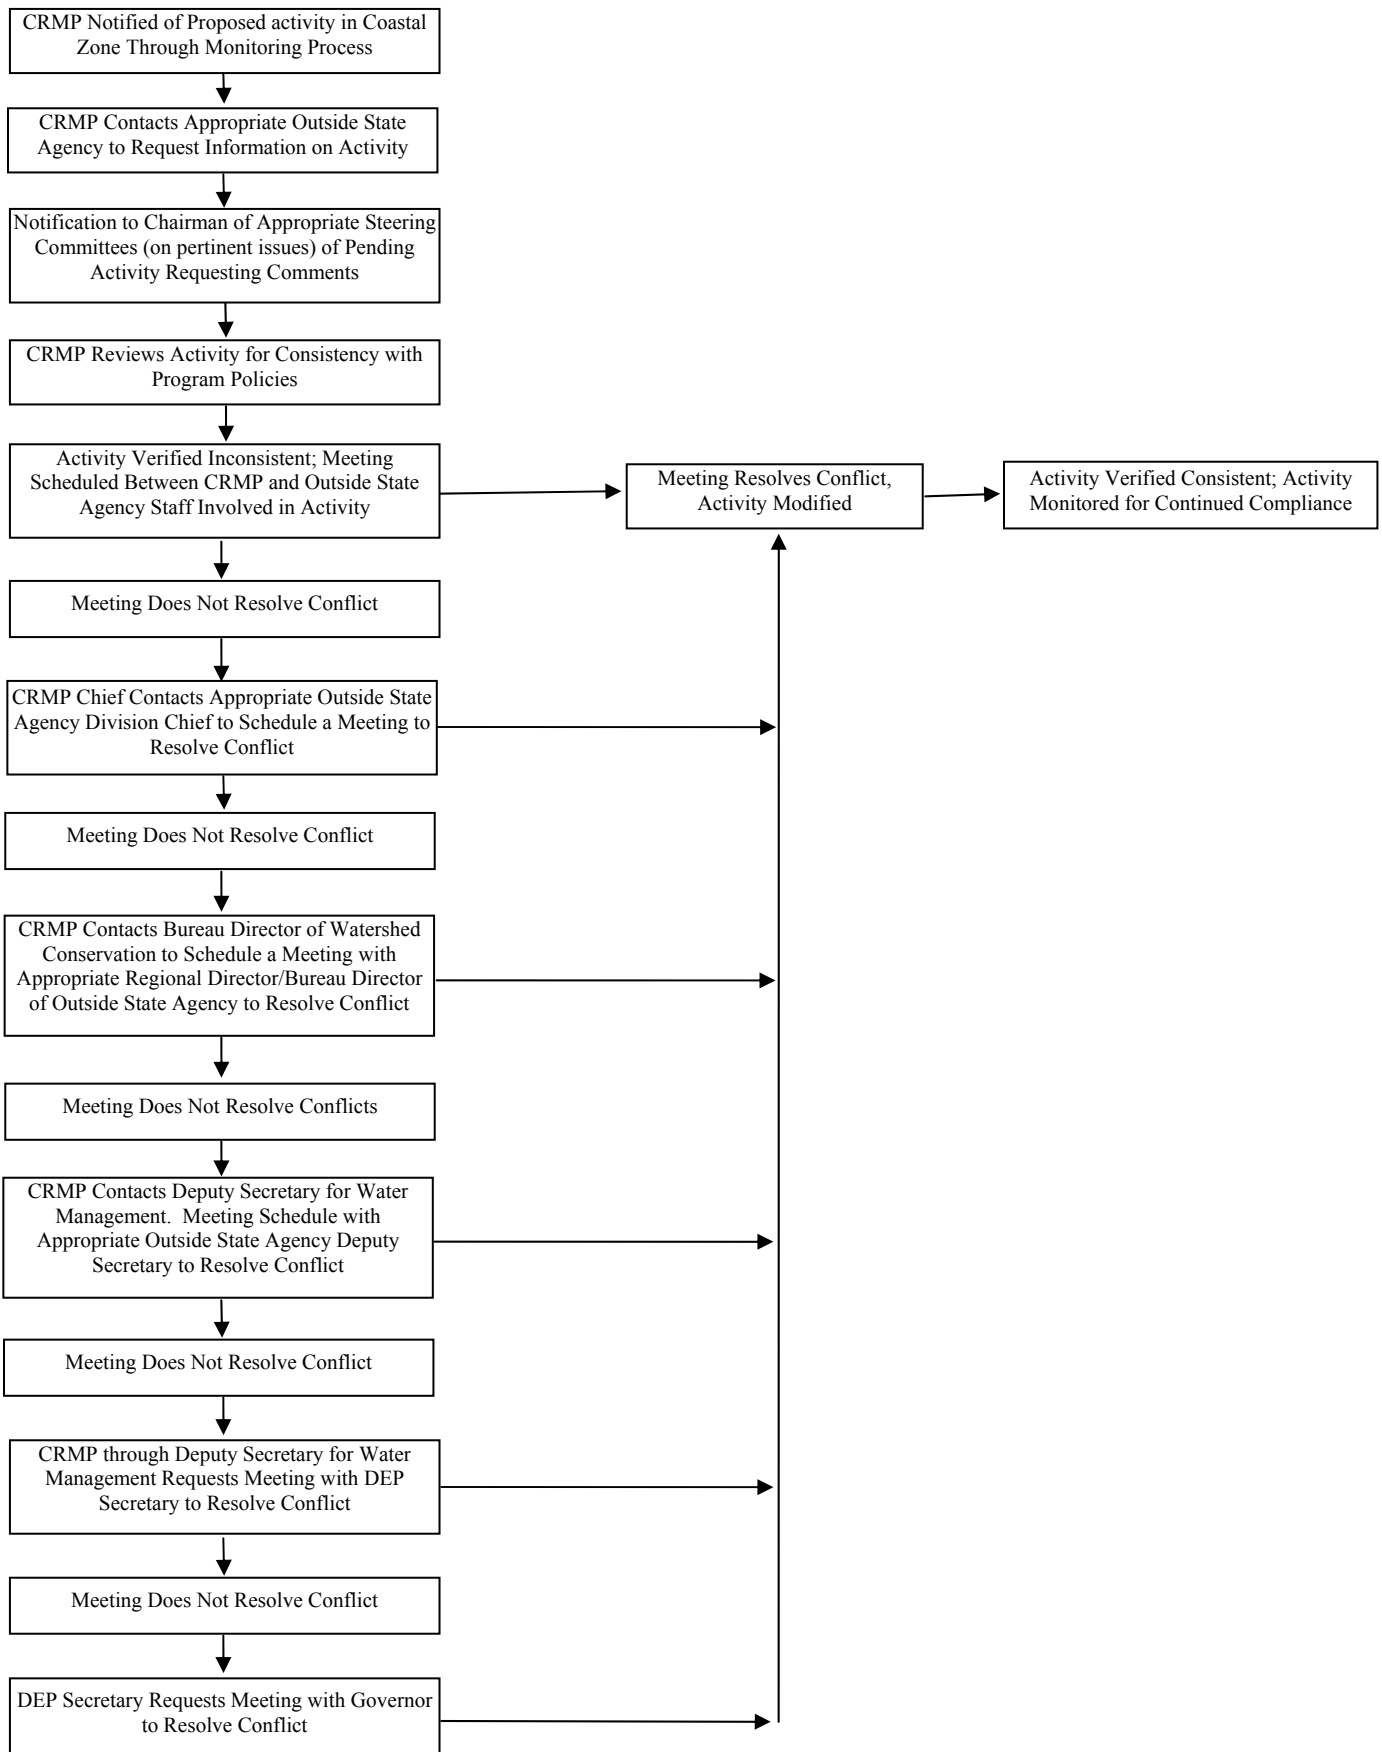 CRMP Notified of Proposed activity in Coastal
Zone Through Monitoring Process
CRMP Contacts Appropriate Outside State
Agency to Request Information on Activity
Notification to Chairman of Appropriate Steering
Committees (on pertinent issues) of Pending
Activity Requesting Comments
CRMP Reviews Activity for Consistency with
Program Policies
Activity Verified Inconsistent; Meeting
Scheduled Between CRMP and Outside State
Agency Staff Involved in Activity
Meeting Resolves Conflict,
Activity Modified
Activity Verified Consistent; Activity
Monitored for Continued Compliance
Meeting Does Not Resolve Conflict
CRMP Chief Contacts Appropriate Outside State
Agency Division Chief to Schedule a Meeting to
Resolve Conflict
Meeting Does Not Resolve Conflict
CRMP Contacts Bureau Director of Watershed
Conservation to Schedule a Meeting with
Appropriate Regional Director/Bureau Director
of Outside State Agency to Resolve Conflict
Meeting Does Not Resolve Conflicts
CRMP Contacts Deputy Secretary for Water
Management.  Meeting Schedule with
Appropriate Outside State Agency Deputy
Secretary to Resolve Conflict
Meeting Does Not Resolve Conflict
CRMP through Deputy Secretary for Water
Management Requests Meeting with DEP
Secretary to Resolve Conflict
Meeting Does Not Resolve Conflict
DEP Secretary Requests Meeting with Governor
to Resolve Conflict